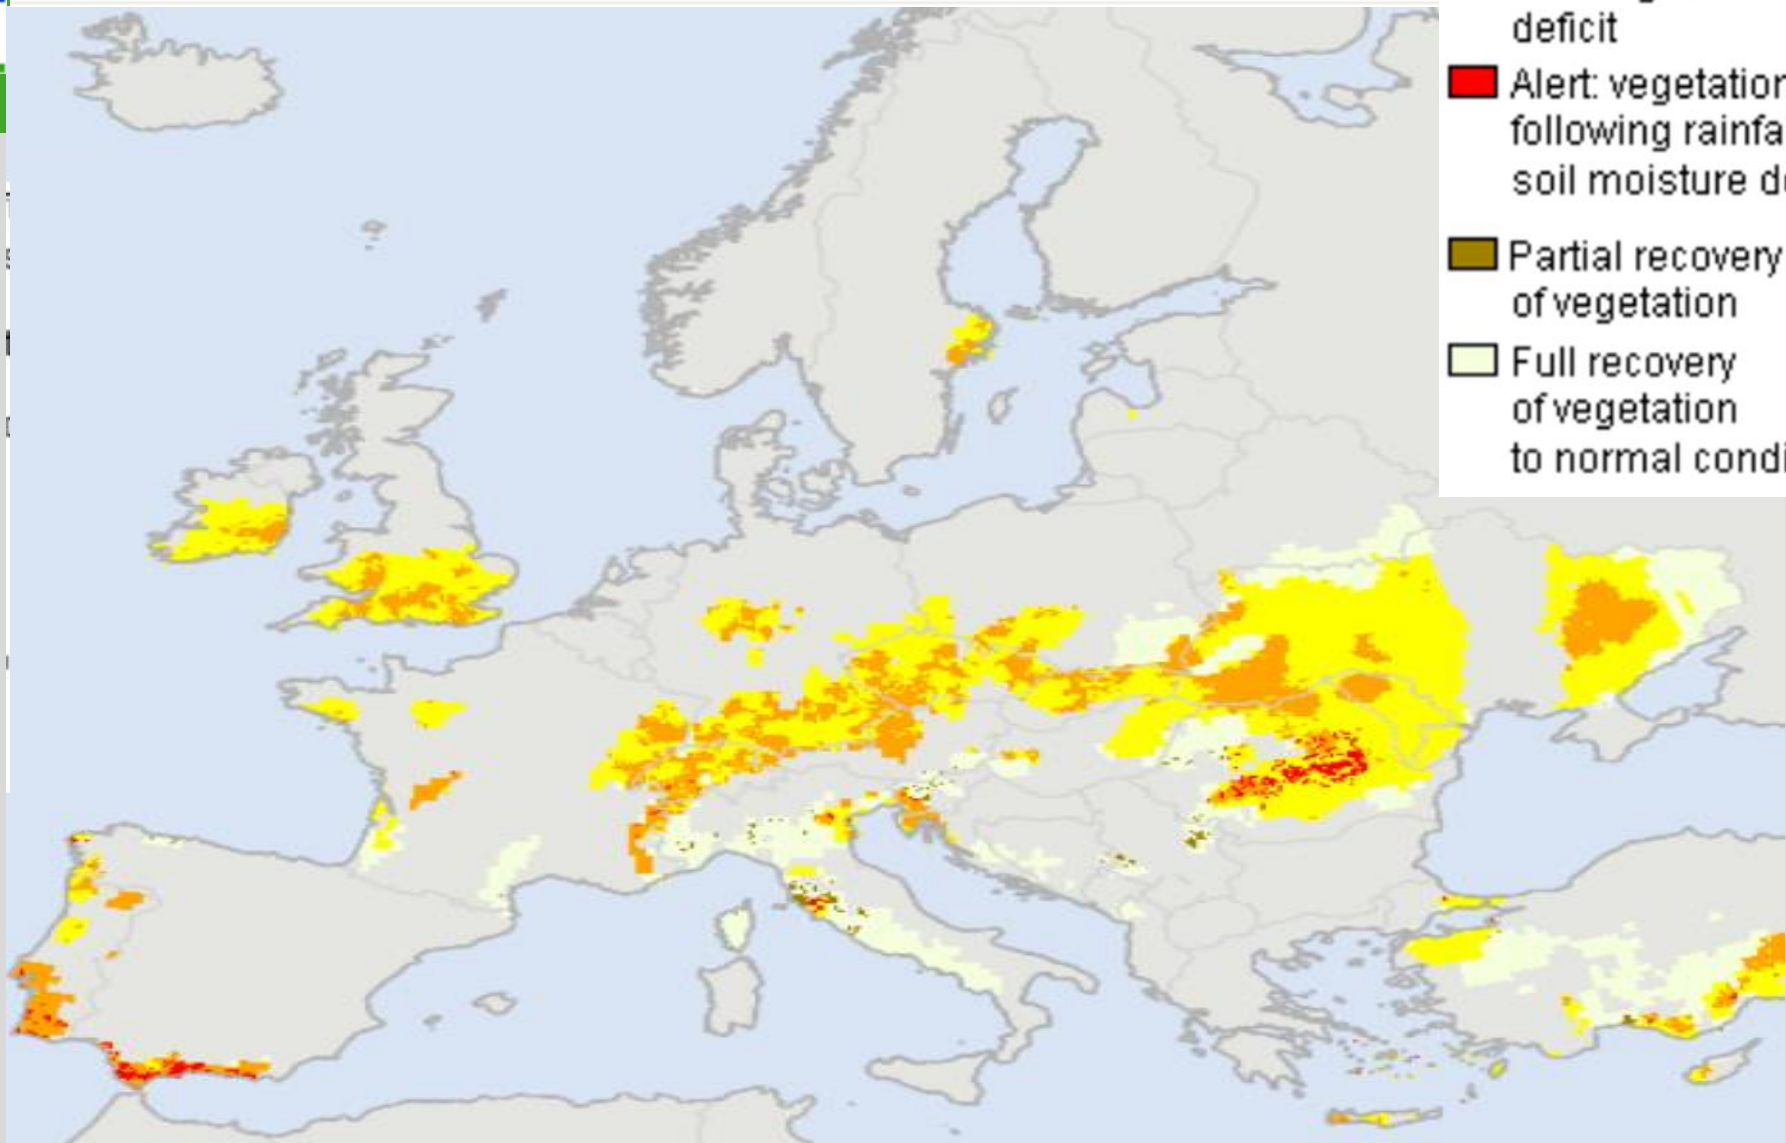 deficit
Alert: vegetation
following rainfa
soil moisture d
Partial recovery
of vegetation
Full recovery
of vegetation
to normal condi